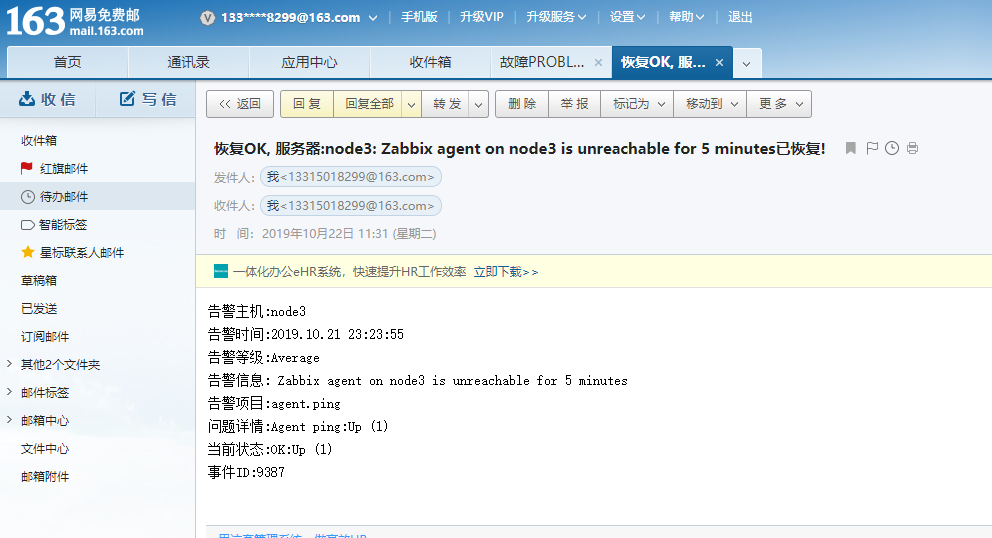 163 网易免费邮
mail.163.com
133****8299@163.com 手机版 升级VIP 升级服务 设置 帮助 退出
首页 通讯录 应用中心 收件箱 故障PROBL... × 恢复OK, 服... ×
收 信 写 信
<< 返回 回 复 回复全部 转 发 删 除 举 报 标记为 移动到 更 多
收件箱
红旗邮件
待办邮件
智能标签
星标联系人邮件
草稿箱
已发送
订阅邮件
其他2个文件夹
邮件标签
邮箱中心
文件中心
邮箱附件
恢复OK, 服务器:node3: Zabbix agent on node3 is unreachable for 5 minutes已恢复!
发件人: 我<13315018299@163.com>
收件人: 我<13315018299@163.com>
时 间: 2019年10月22日 11:31 (星期二)
一体化办公eHR系统, 快速提升HR工作效率 立即下载>>
告警主机:node3
告警时间:2019.10.21 23:23:55
告警等级:Average
告警信息: Zabbix agent on node3 is unreachable for 5 minutes
告警项目:agent.ping
问题详情:Agent ping:Up (1)
当前状态:OK:Up (1)
事件ID:9387